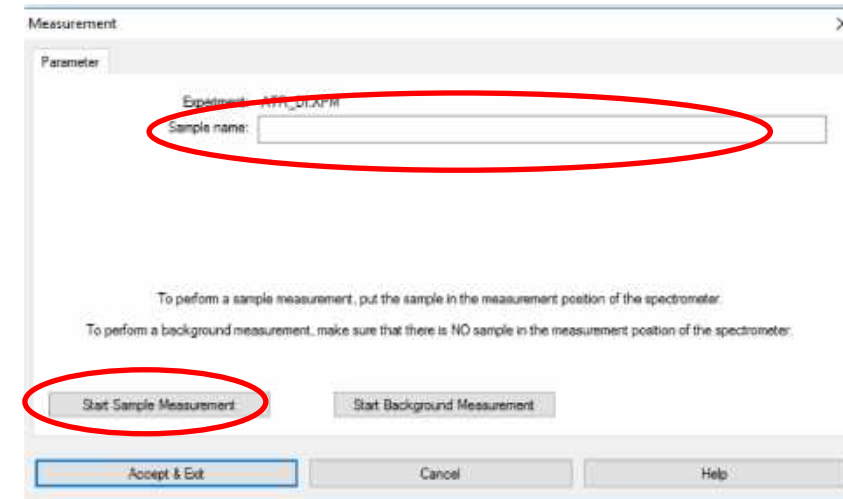 Measurement
Parameter
Experiment: ATR_DI.XPM
Sample name:
To perform a sample measurement, put the sample in the measurement position of the spectrometer.
To perform a background measurement, make sure that there is NO sample in the measurement position of the spectrometer.
Start Sample Measurement
Start Background Measurement
Accept & Exit
Cancel
Help